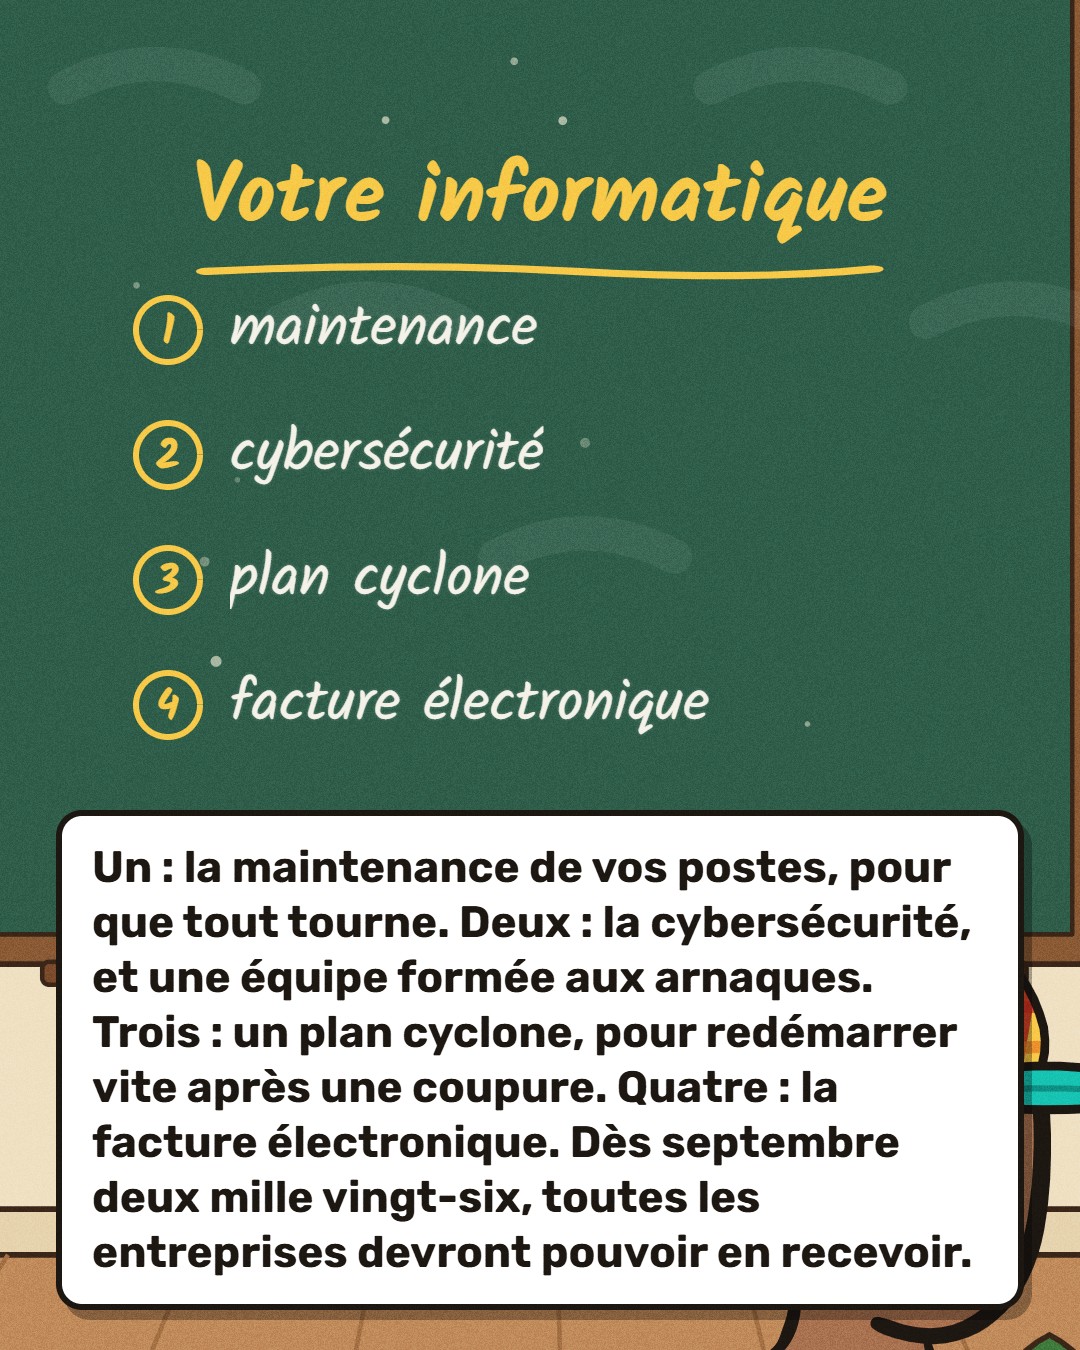 Votre informatique
1 maintenance
2 cybersécurité
3 plan cyclone
4 facture électronique
Un : la maintenance de vos postes, pour
que tout tourne. Deux : la cybersécurité,
et une équipe formée aux arnaques.
Trois : un plan cyclone, pour redémarrer
vite après une coupure. Quatre : la
facture électronique. Dès septembre
deux mille vingt-six, toutes les
entreprises devront pouvoir en recevoir.